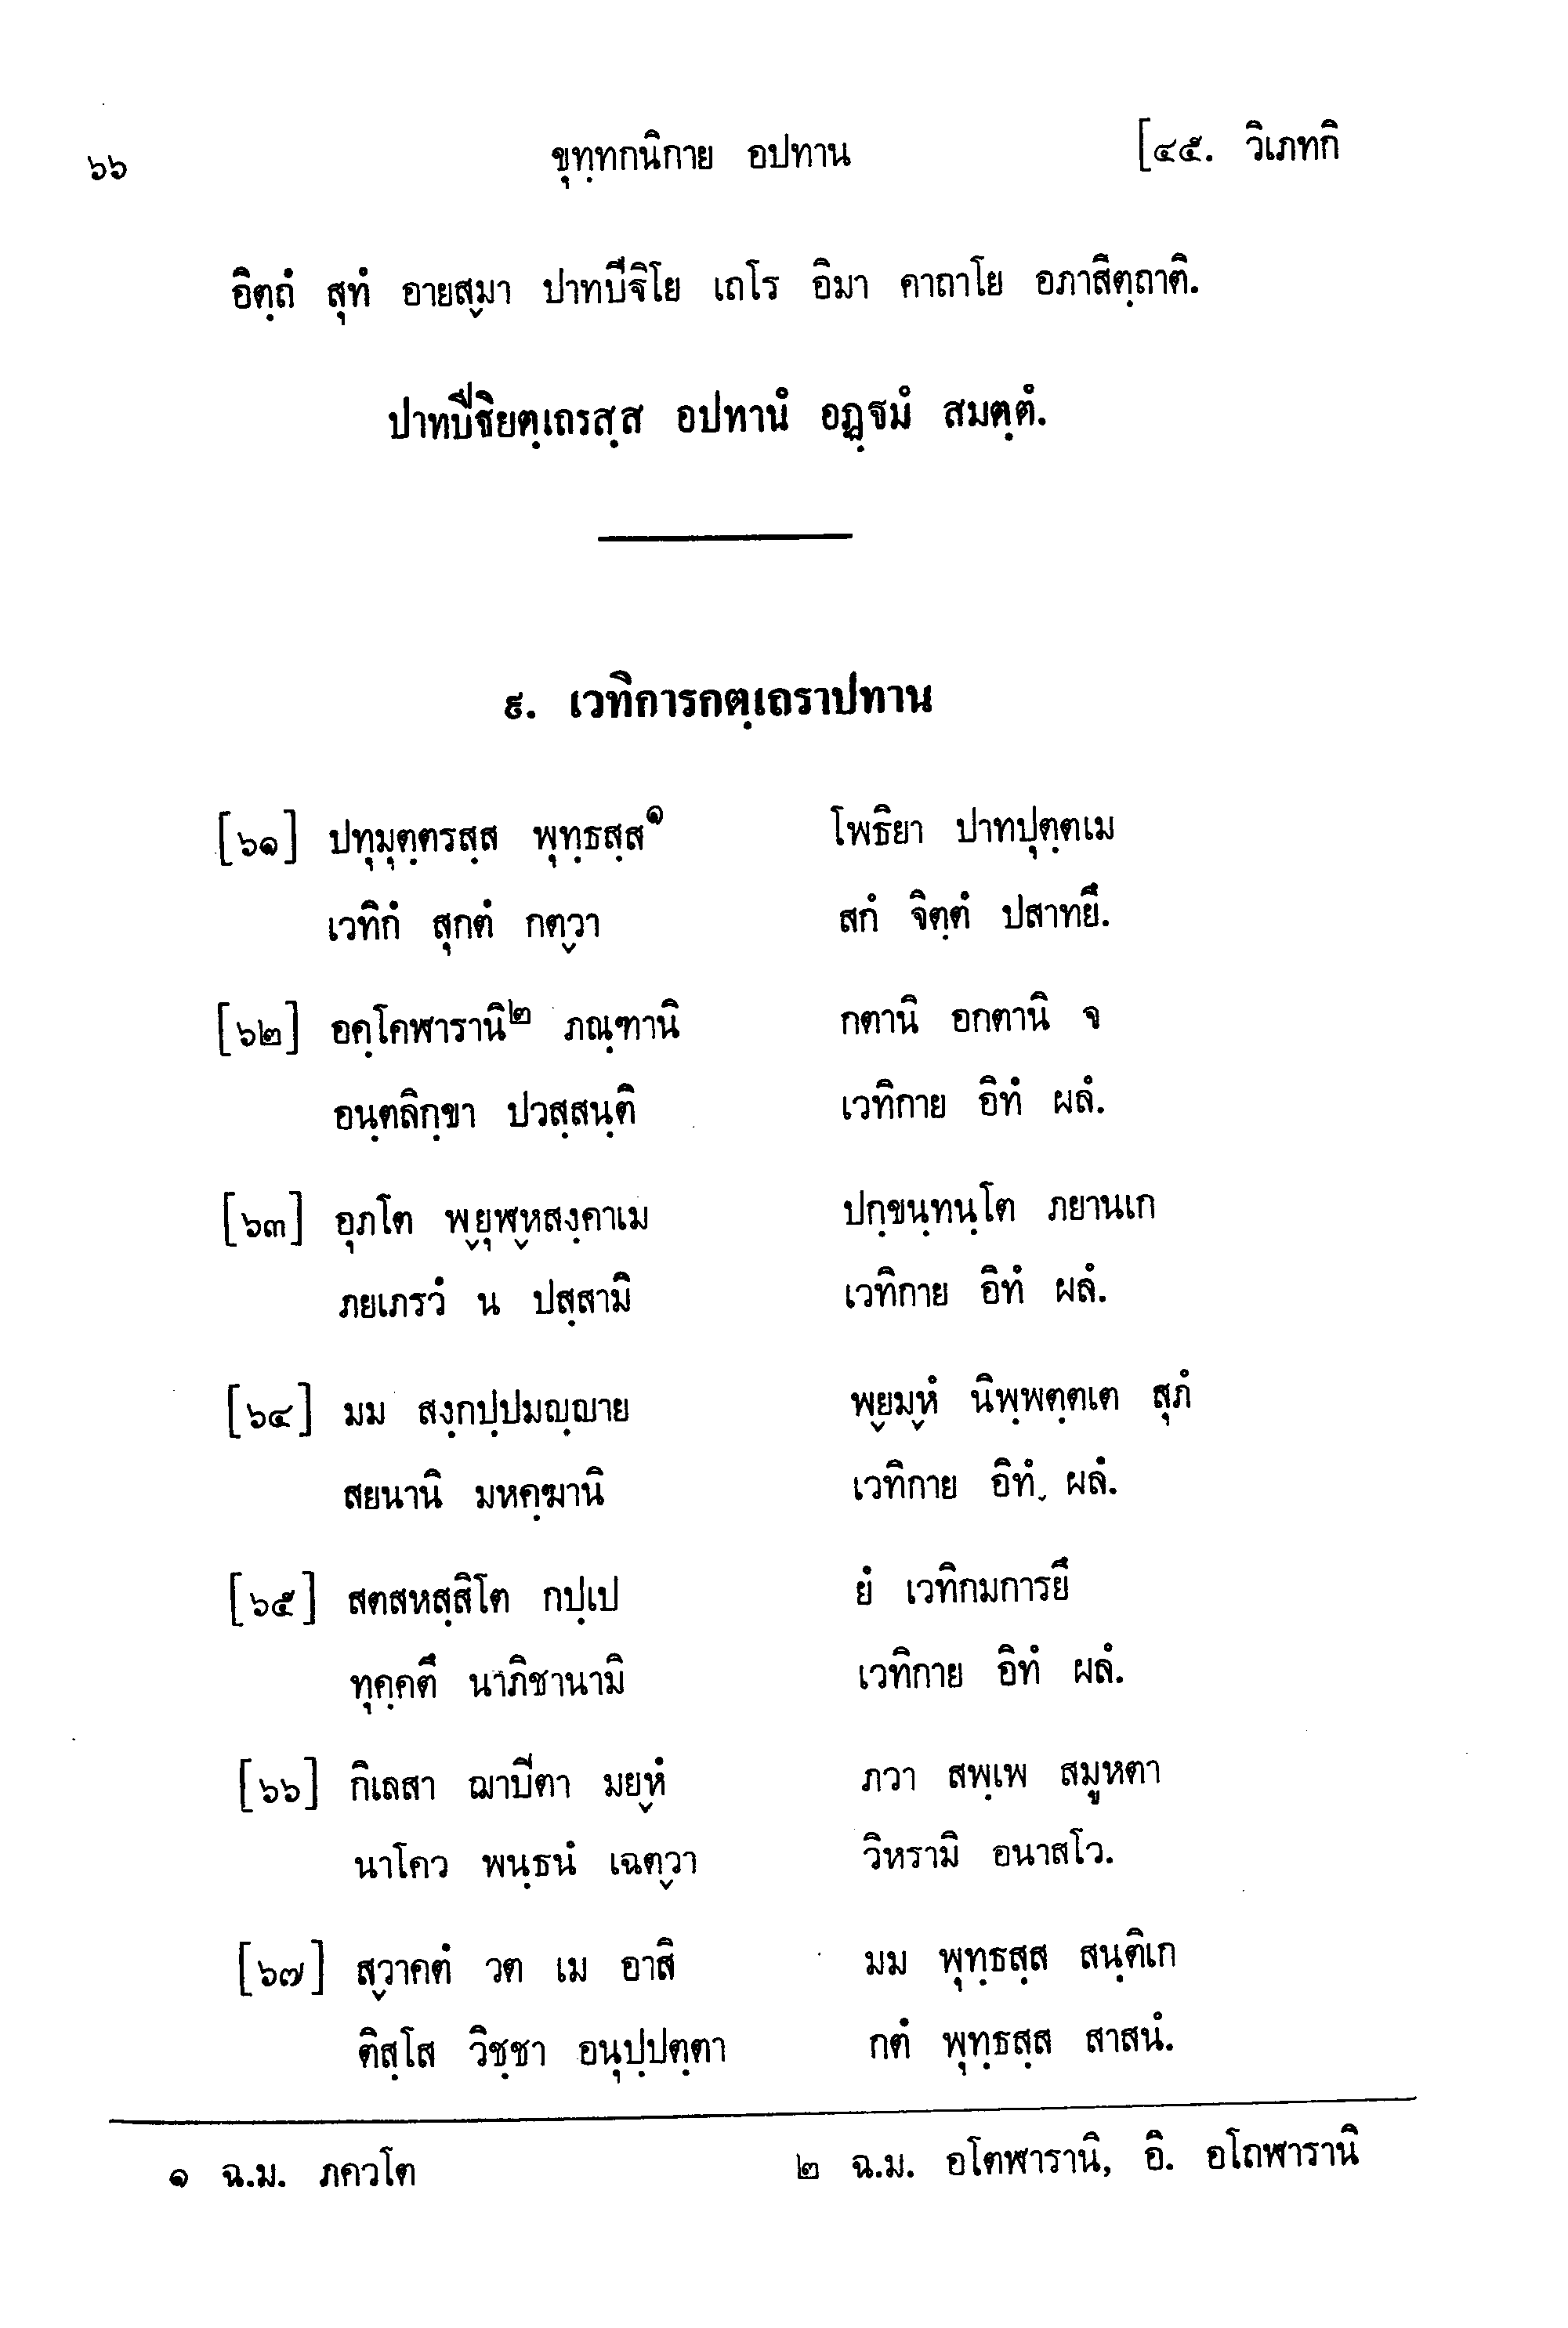 ๖๖ ขุทฺทกนิกาย อปทาน [๔๕. วิเภทกิ
อิตฺถํ สุทํ อายสฺมา ปาทปีฐิโย เถโร อิมา คาถาโย อภาสิตฺถาติ.
ปาทปีฐิยตฺเถรสฺส อปทานํ อฏฺฐมํ สมตฺตํ.
๙. เวทิการกตฺเถราปทาน
[๖๑] ปทุมุตฺตรสฺส พุทฺธสฺส๑ โพธิยา ปาทปุตฺตเม
เวทิกํ สุกตํ กตฺวา สกํ จิตฺตํ ปสาทยึ.
[๖๒] อคฺโคฬารานิ๒ ภณฺฑานิ กตานิ อกตานิ จ
อนฺตลิกฺขา ปวสฺสนฺติ เวทิกาย อิทํ ผลํ.
[๖๓] อุภโต พฺยุฬฺหสงฺคาเม ปกฺขนฺทนฺโต ภยานเก
ภยเภรวํ น ปสฺสามิ เวทิกาย อิทํ ผลํ.
[๖๔] มม สงฺกปฺปมญฺญาย พฺยมฺหํ นิพฺพตฺตเต สุภํ
สยนานิ มหคฺฆานิ เวทิกาย อิทํ ผลํ.
[๖๕] สตสหสฺสิโต กปฺเป ยํ เวทิกมการยึ
ทุคฺคตึ นาภิชานามิ เวทิกาย อิทํ ผลํ.
[๖๖] กิเลสา ฌาปีตา มยฺหํ ภวา สพฺเพ สมูหตา
นาโคว พนฺธนํ เฉตฺวา วิหรามิ อนาสโว.
[๖๗] สฺวาคตํ วต เม อาสิ มม พุทฺธสฺส สนฺติเก
ติสฺโส วิชฺชา อนุปฺปตฺตา กตํ พุทฺธสฺส สาสนํ.
๑ ฉ.ม. ภควโต ๒ ฉ.ม. อโตฬารานิ, อิ. อโถฬารานิ